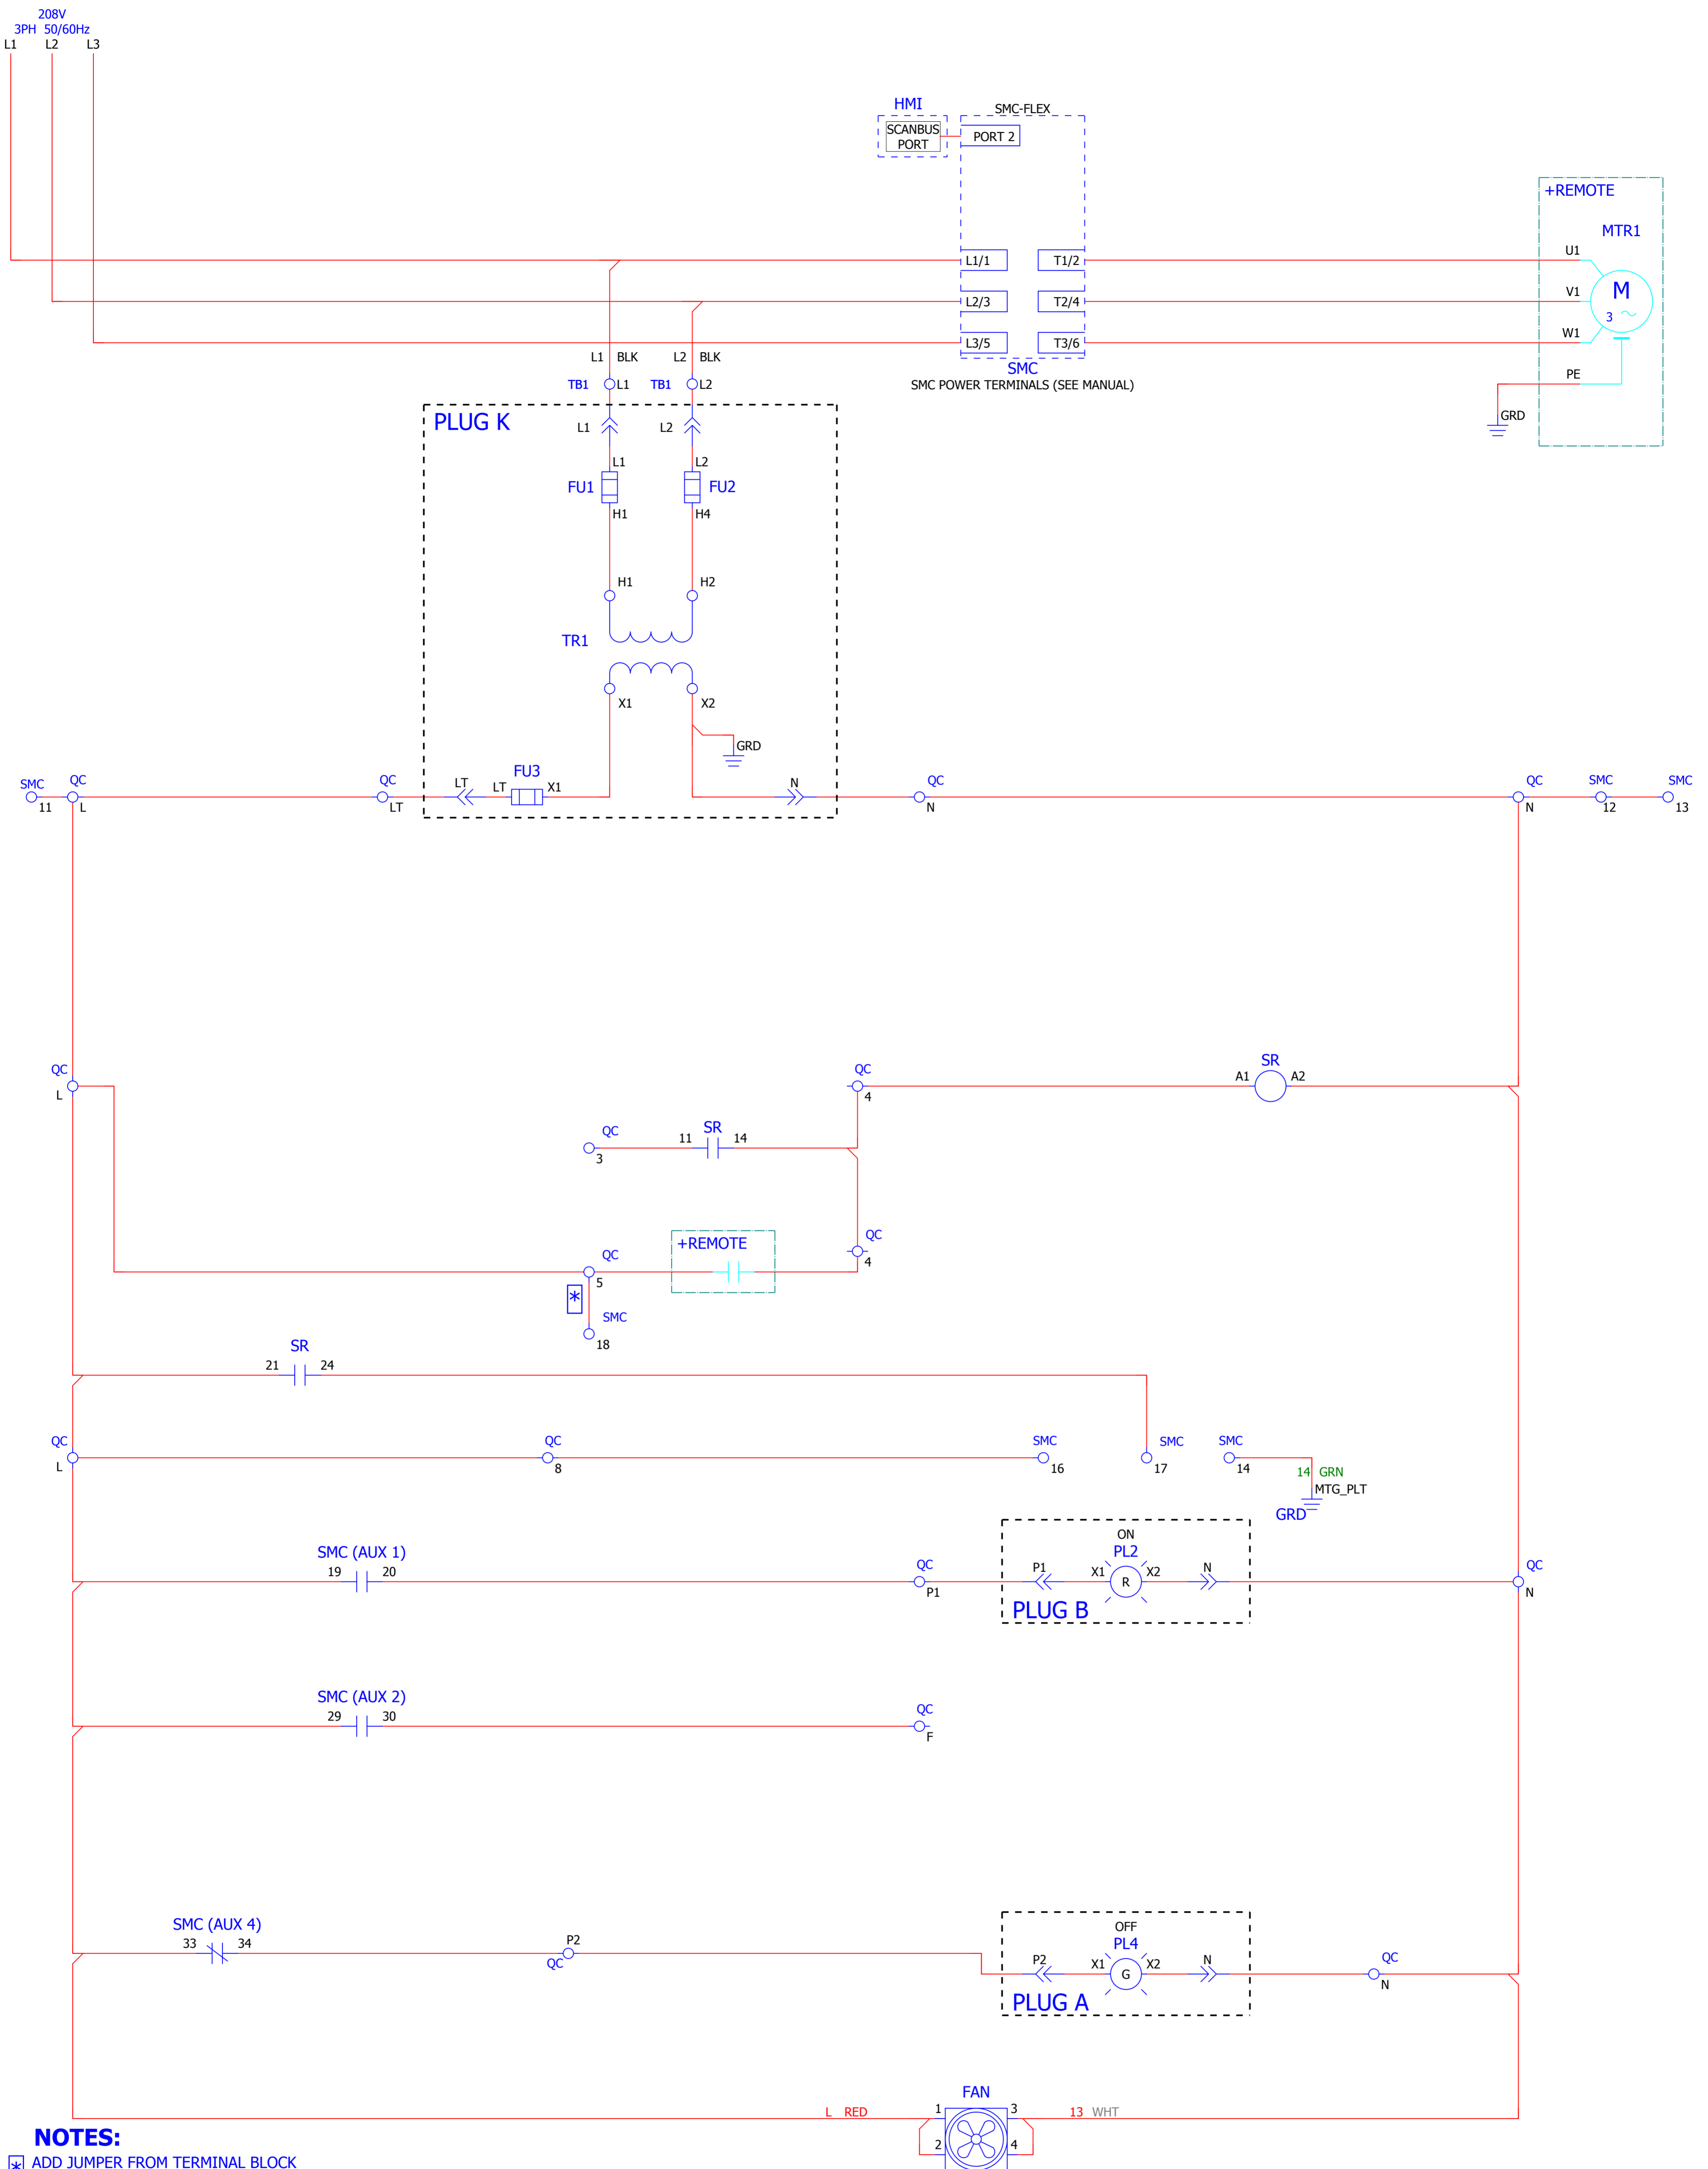 208V
3PH 50/60Hz
L1 L2 L3
HMI
SMC-FLEX
SCANBUS
PORT
PORT 2
+REMOTE
MTR1
L1/1 T1/2 U1
L2/3 T2/4 V1
M
3
L3/5 T3/6 W1
L1 BLK L2 BLK
SMC
SMC POWER TERMINALS (SEE MANUAL)
PE
TB1 L1 TB1 L2
GRD
PLUG K
L1 L2
L1 L2
FU1 FU2
H1 H4
H1 H2
TR1
X1 X2
GRD
SMC QC QC LT LT FU3 X1 N QC QC SMC SMC
11 L LT N N 12 13
QC QC SR
L 4 A1 A2
QC SR
3 11 14
QC
4
+REMOTE
QC
5
*
SMC
18
SR
21 24
QC QC SMC SMC SMC
L 8 16 17 14
14 GRN
MTG_PLT
GRD
SMC (AUX 1)
19 20
QC
P1
ON
PL2
P1 X1 R X2 N
PLUG B
QC
N
SMC (AUX 2)
29 30
QC
F
SMC (AUX 4)
33 34
P2
QC
OFF
PL4
P2 X1 G X2 N
PLUG A
QC
N
FAN
L RED 1 3 13 WHT
2 4
NOTES:
* ADD JUMPER FROM TERMINAL BLOCK